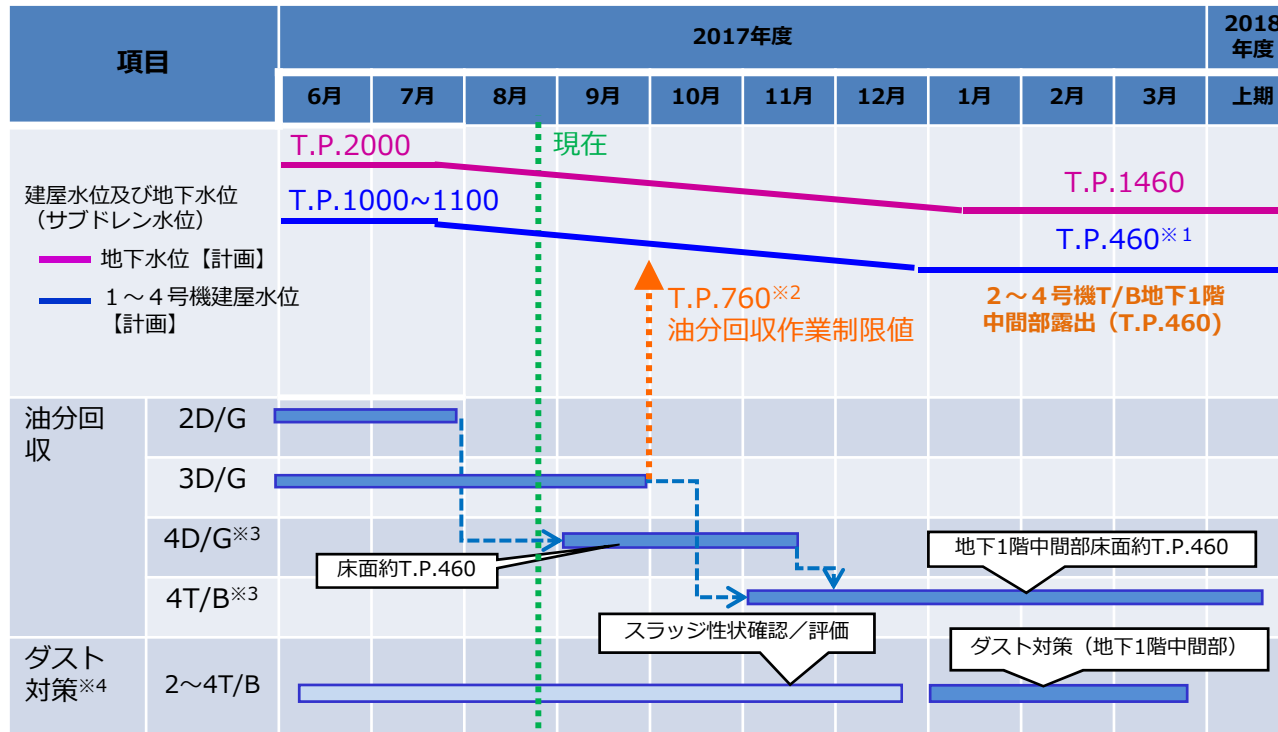 項目
2017年度
2018
年度
6月
7月
8月
9月
10月
11月
12月
1月
2月
3月
上期
建屋水位及び地下水位
（サブドレン水位）
地下水位【計画】
１～４号機建屋水位
【計画】
T.P.2000
現在
T.P.1000~1100
T.P.1460
T.P.460※1
T.P.760※2
油分回収作業制限値
２～４号機T/B地下1階
中間部露出（T.P.460）
油分回
収
2D/G
3D/G
4D/G※3
床面約T.P.460
地下1階中間部床面約T.P.460
4T/B※3
スラッジ性状確認／評価
ダスト
対策※4
2～4T/B
ダスト対策（地下1階中間部）